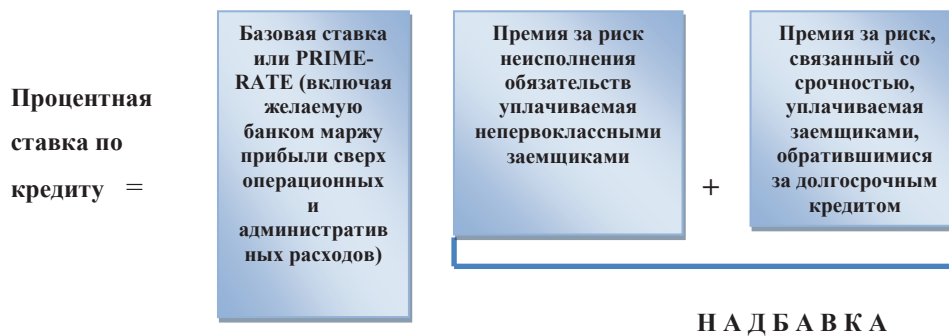 Процентная
ставка по
кредиту =
Базовая ставка
или PRIME-
RATE (включая
желаемую
банком маржу
прибыли сверх
операционных
и
административ
ных расходов)
Премия за риск
неисполнения
обязательств
уплачиваемая
непервоклассными
заемщиками
+
Премия за риск,
связанный со
срочностью,
уплачиваемая
заемщиками,
обратившимися
за долгосрочным
кредитом
Н А Д Б А В К А